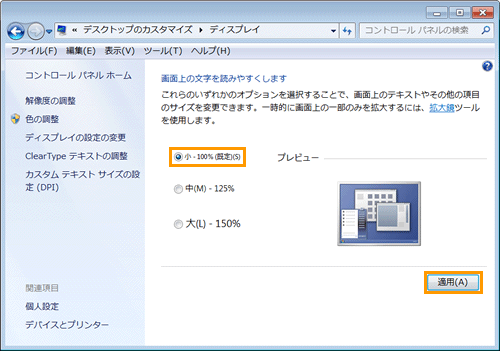 « デスクトップのカスタマイズ ▸ ディスプレイ
コントロール パネルの検索
ファイル(F) 編集(E) 表示(V) ツール(T) ヘルプ(H)
コントロール パネル ホーム
解像度の調整
色の調整
ディスプレイの設定の変更
ClearType テキストの調整
カスタム テキスト サイズの設
定 (DPI)
関連項目
個人設定
デバイスとプリンター
画面上の文字を読みやすくします
これらのいずれかのオプションを選択することで、画面上のテキストやその他の項目
のサイズを変更できます。一時的に画面上の一部のみを拡大するには、拡大鏡ツール
を使用します。
小 - 100% (既定)(S)
中(M) - 125%
大(L) - 150%
プレビュー
適用(A)